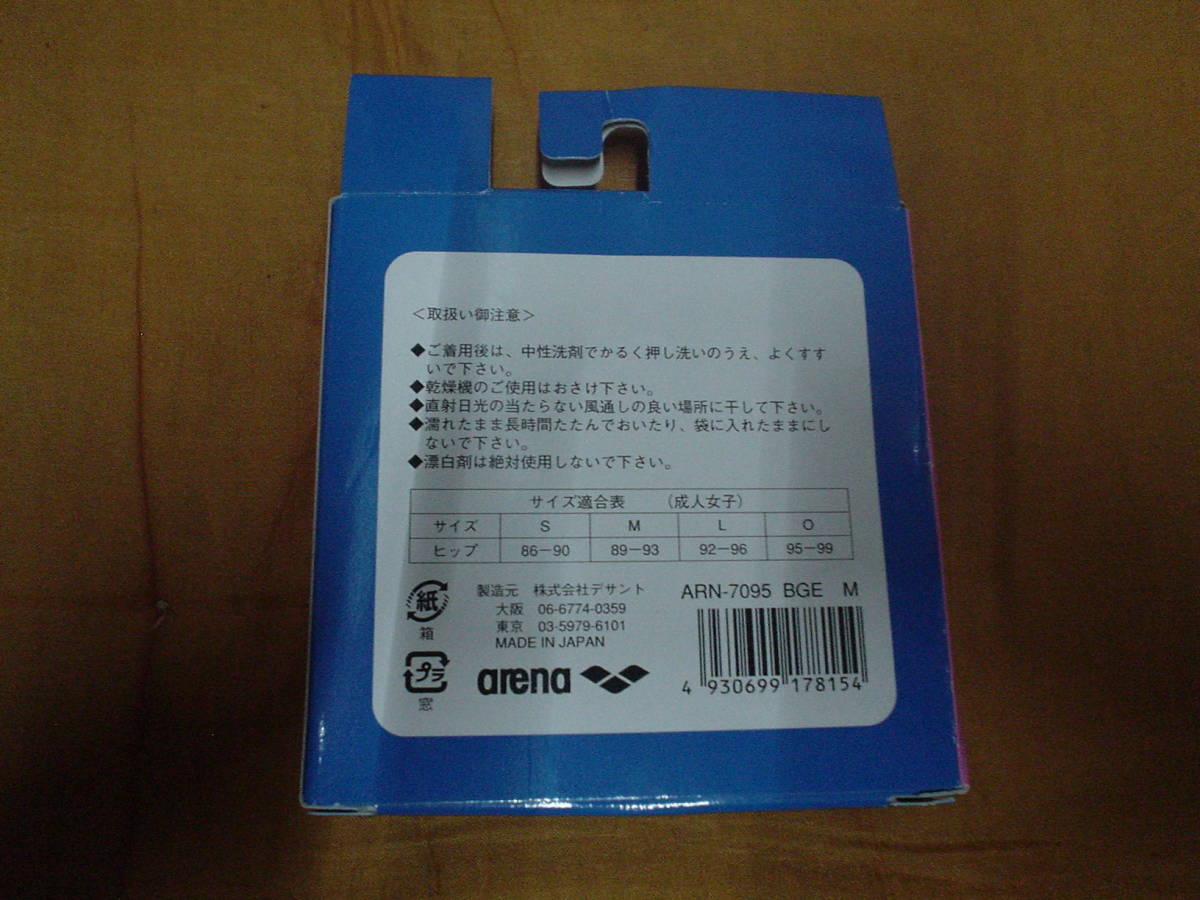 ＜取扱い御注意＞
◆ご着用後は、中性洗剤でかるく押し洗いのうえ、よくすす
いで下さい。
◆乾燥機のご使用はおさけ下さい。
◆直射日光の当たらない風通しの良い場所に干して下さい。
◆濡れたまま長時間たたんでおいたり、袋に入れたままにし
ないで下さい。
◆漂白剤は絶対使用しないで下さい。
サイズ適合表 （成人女子）
サイズ S M L O
ヒップ 86－90 89－93 92－96 95－99
紙
箱
プラ
窓
製造元 株式会社デサント
大阪 06-6774-0359
東京 03-5979-6101
MADE IN JAPAN
arena
ARN-7095 BGE M
4 930699 178154